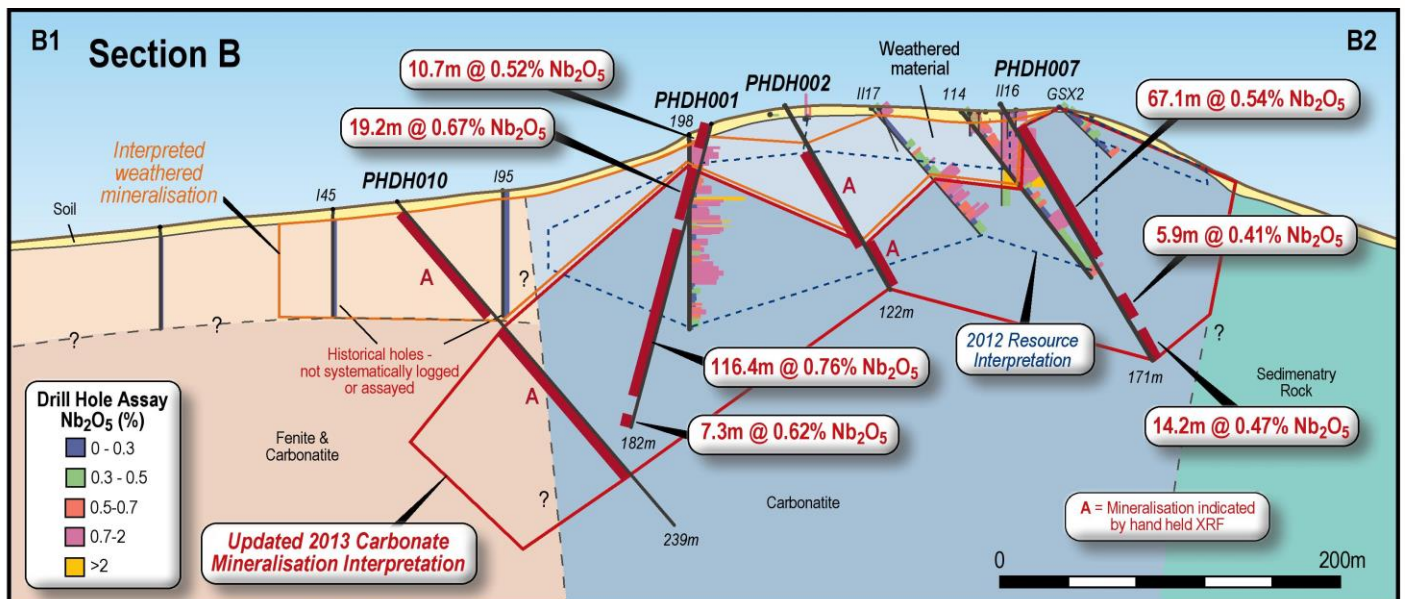 B1
Section B
B2
10.7m @ 0.52% Nb₂O₅
19.2m @ 0.67% Nb₂O₅
PHDH001
198
PHDH002
II17
Weathered
material
114
PHDH007
II16
GSX2
67.1m @ 0.54% Nb₂O₅
Interpreted
weathered
mineralisation
Soil
I45
PHDH010
I95
A
A
A
A
5.9m @ 0.41% Nb₂O₅
?
?
?
?
?
?
Historical holes -
not systematically logged
or assayed
122m
2012 Resource
Interpretation
116.4m @ 0.76% Nb₂O₅
171m
Sedimenatry
Rock
Drill Hole Assay
Nb₂O₅ (%)
0 - 0.3
0.3 - 0.5
0.5-0.7
0.7-2
>2
Fenite &
Carbonatite
182m
7.3m @ 0.62% Nb₂O₅
14.2m @ 0.47% Nb₂O₅
Carbonatite
Updated 2013 Carbonate
Mineralisation Interpretation
239m
A = Mineralisation indicated
by hand held XRF
0
200m